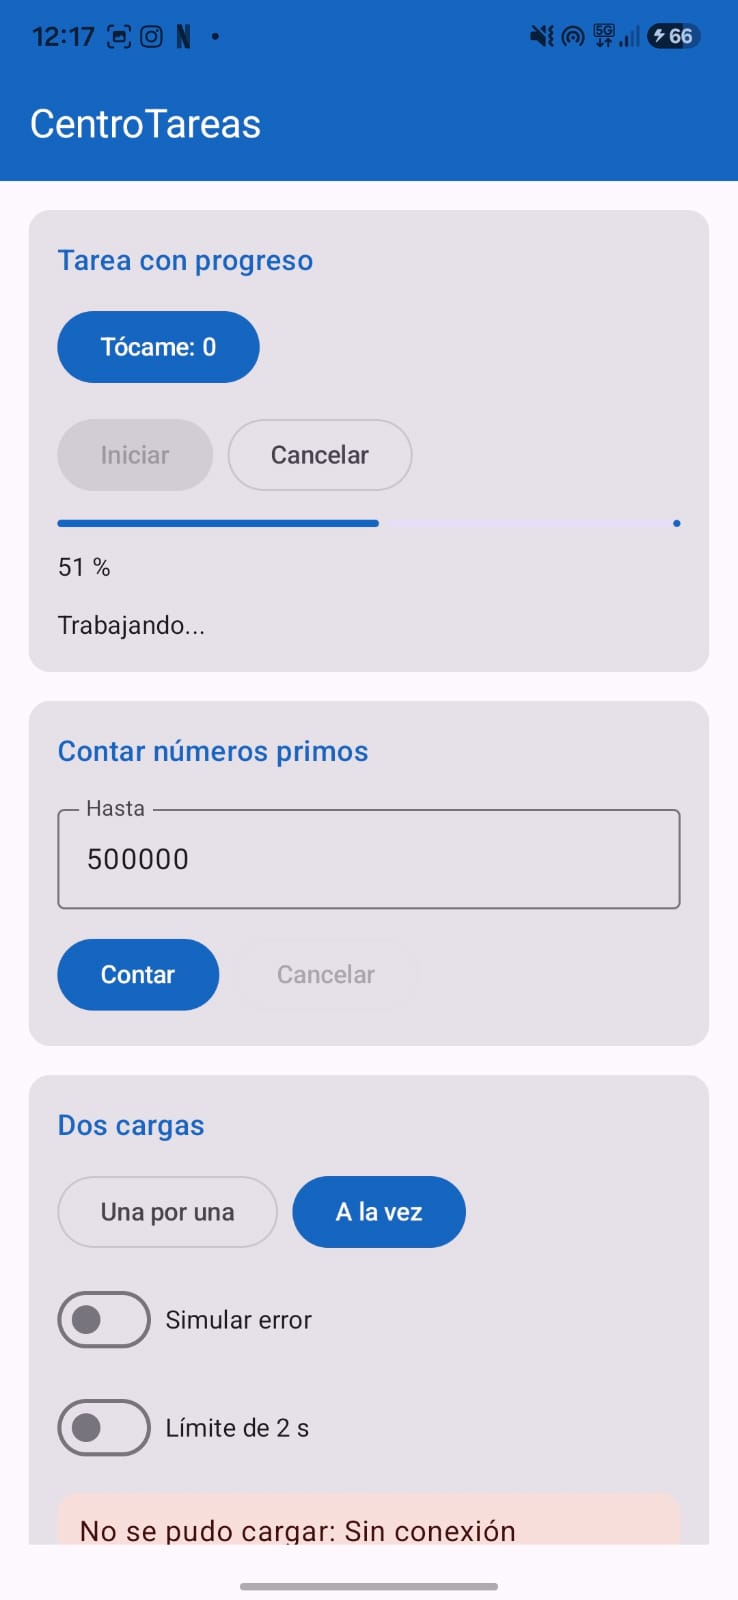 12:17
5G
66
CentroTareas
Tarea con progreso
Tócame: 0
Iniciar
Cancelar
51 %
Trabajando...
Contar números primos
Hasta
500000
Contar
Cancelar
Dos cargas
Una por una
A la vez
Simular error
Límite de 2 s
No se pudo cargar: Sin conexión